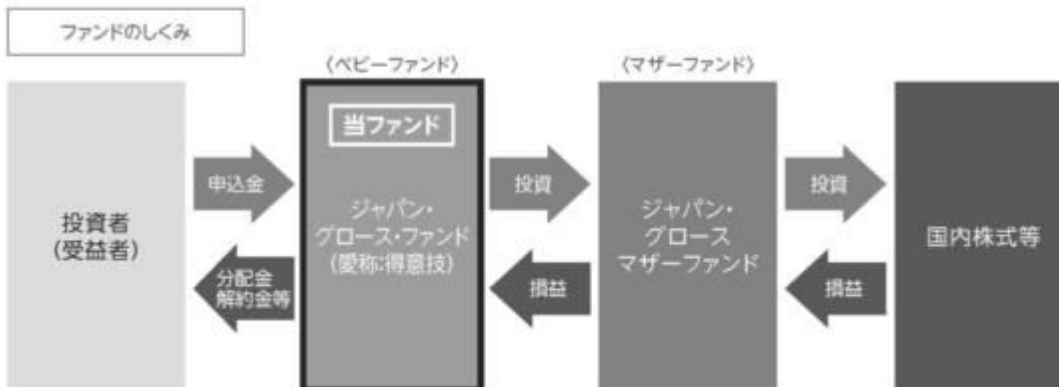 ファンドのしくみ
〈ベビーファンド〉
〈マザーファンド〉
投資者
(受益者)
申込金
分配金
解約金等
当ファンド
ジャパン・
グロース・ファンド
(愛称:得意技)
投資
損益
ジャパン・
グロース
マザーファンド
投資
損益
国内株式等